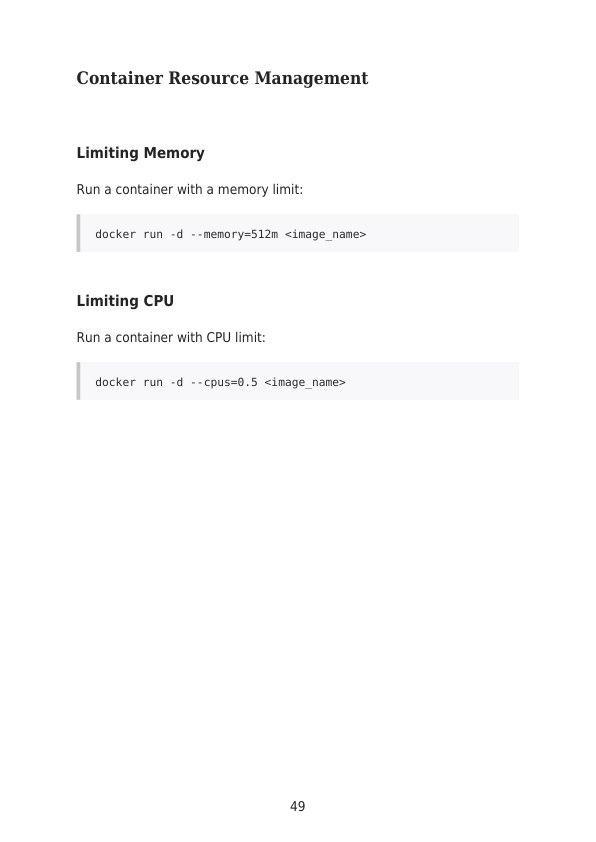 Container Resource Management
Limiting Memory
Run a container with a memory limit:
docker run -d --memory=512m <image_name>
Limiting CPU
Run a container with CPU limit:
docker run -d --cpus=0.5 <image_name>
49